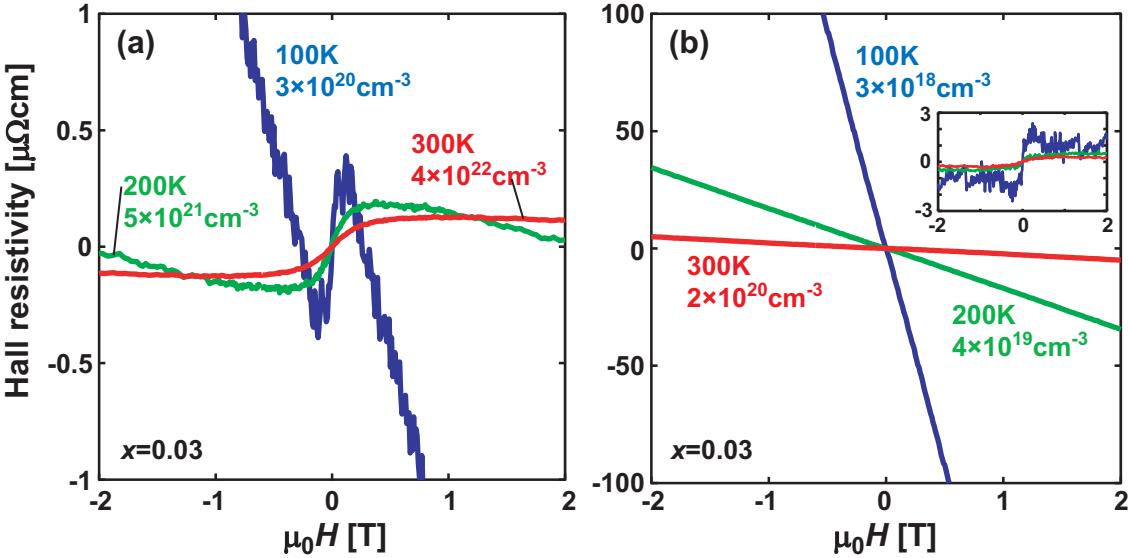 Hall resistivity [μΩcm]
(a)
100K
3×10²⁰cm⁻³
300K
4×10²²cm⁻³
200K
5×10²¹cm⁻³
x=0.03
1
0.5
0
-0.5
-1
-2
-1
0
1
2
μ₀H [T]
(b)
100K
3×10¹⁸cm⁻³
300K
2×10²⁰cm⁻³
200K
4×10¹⁹cm⁻³
x=0.03
100
50
0
-50
-100
-2
-1
0
1
2
μ₀H [T]
3
0
-3
-2
0
2